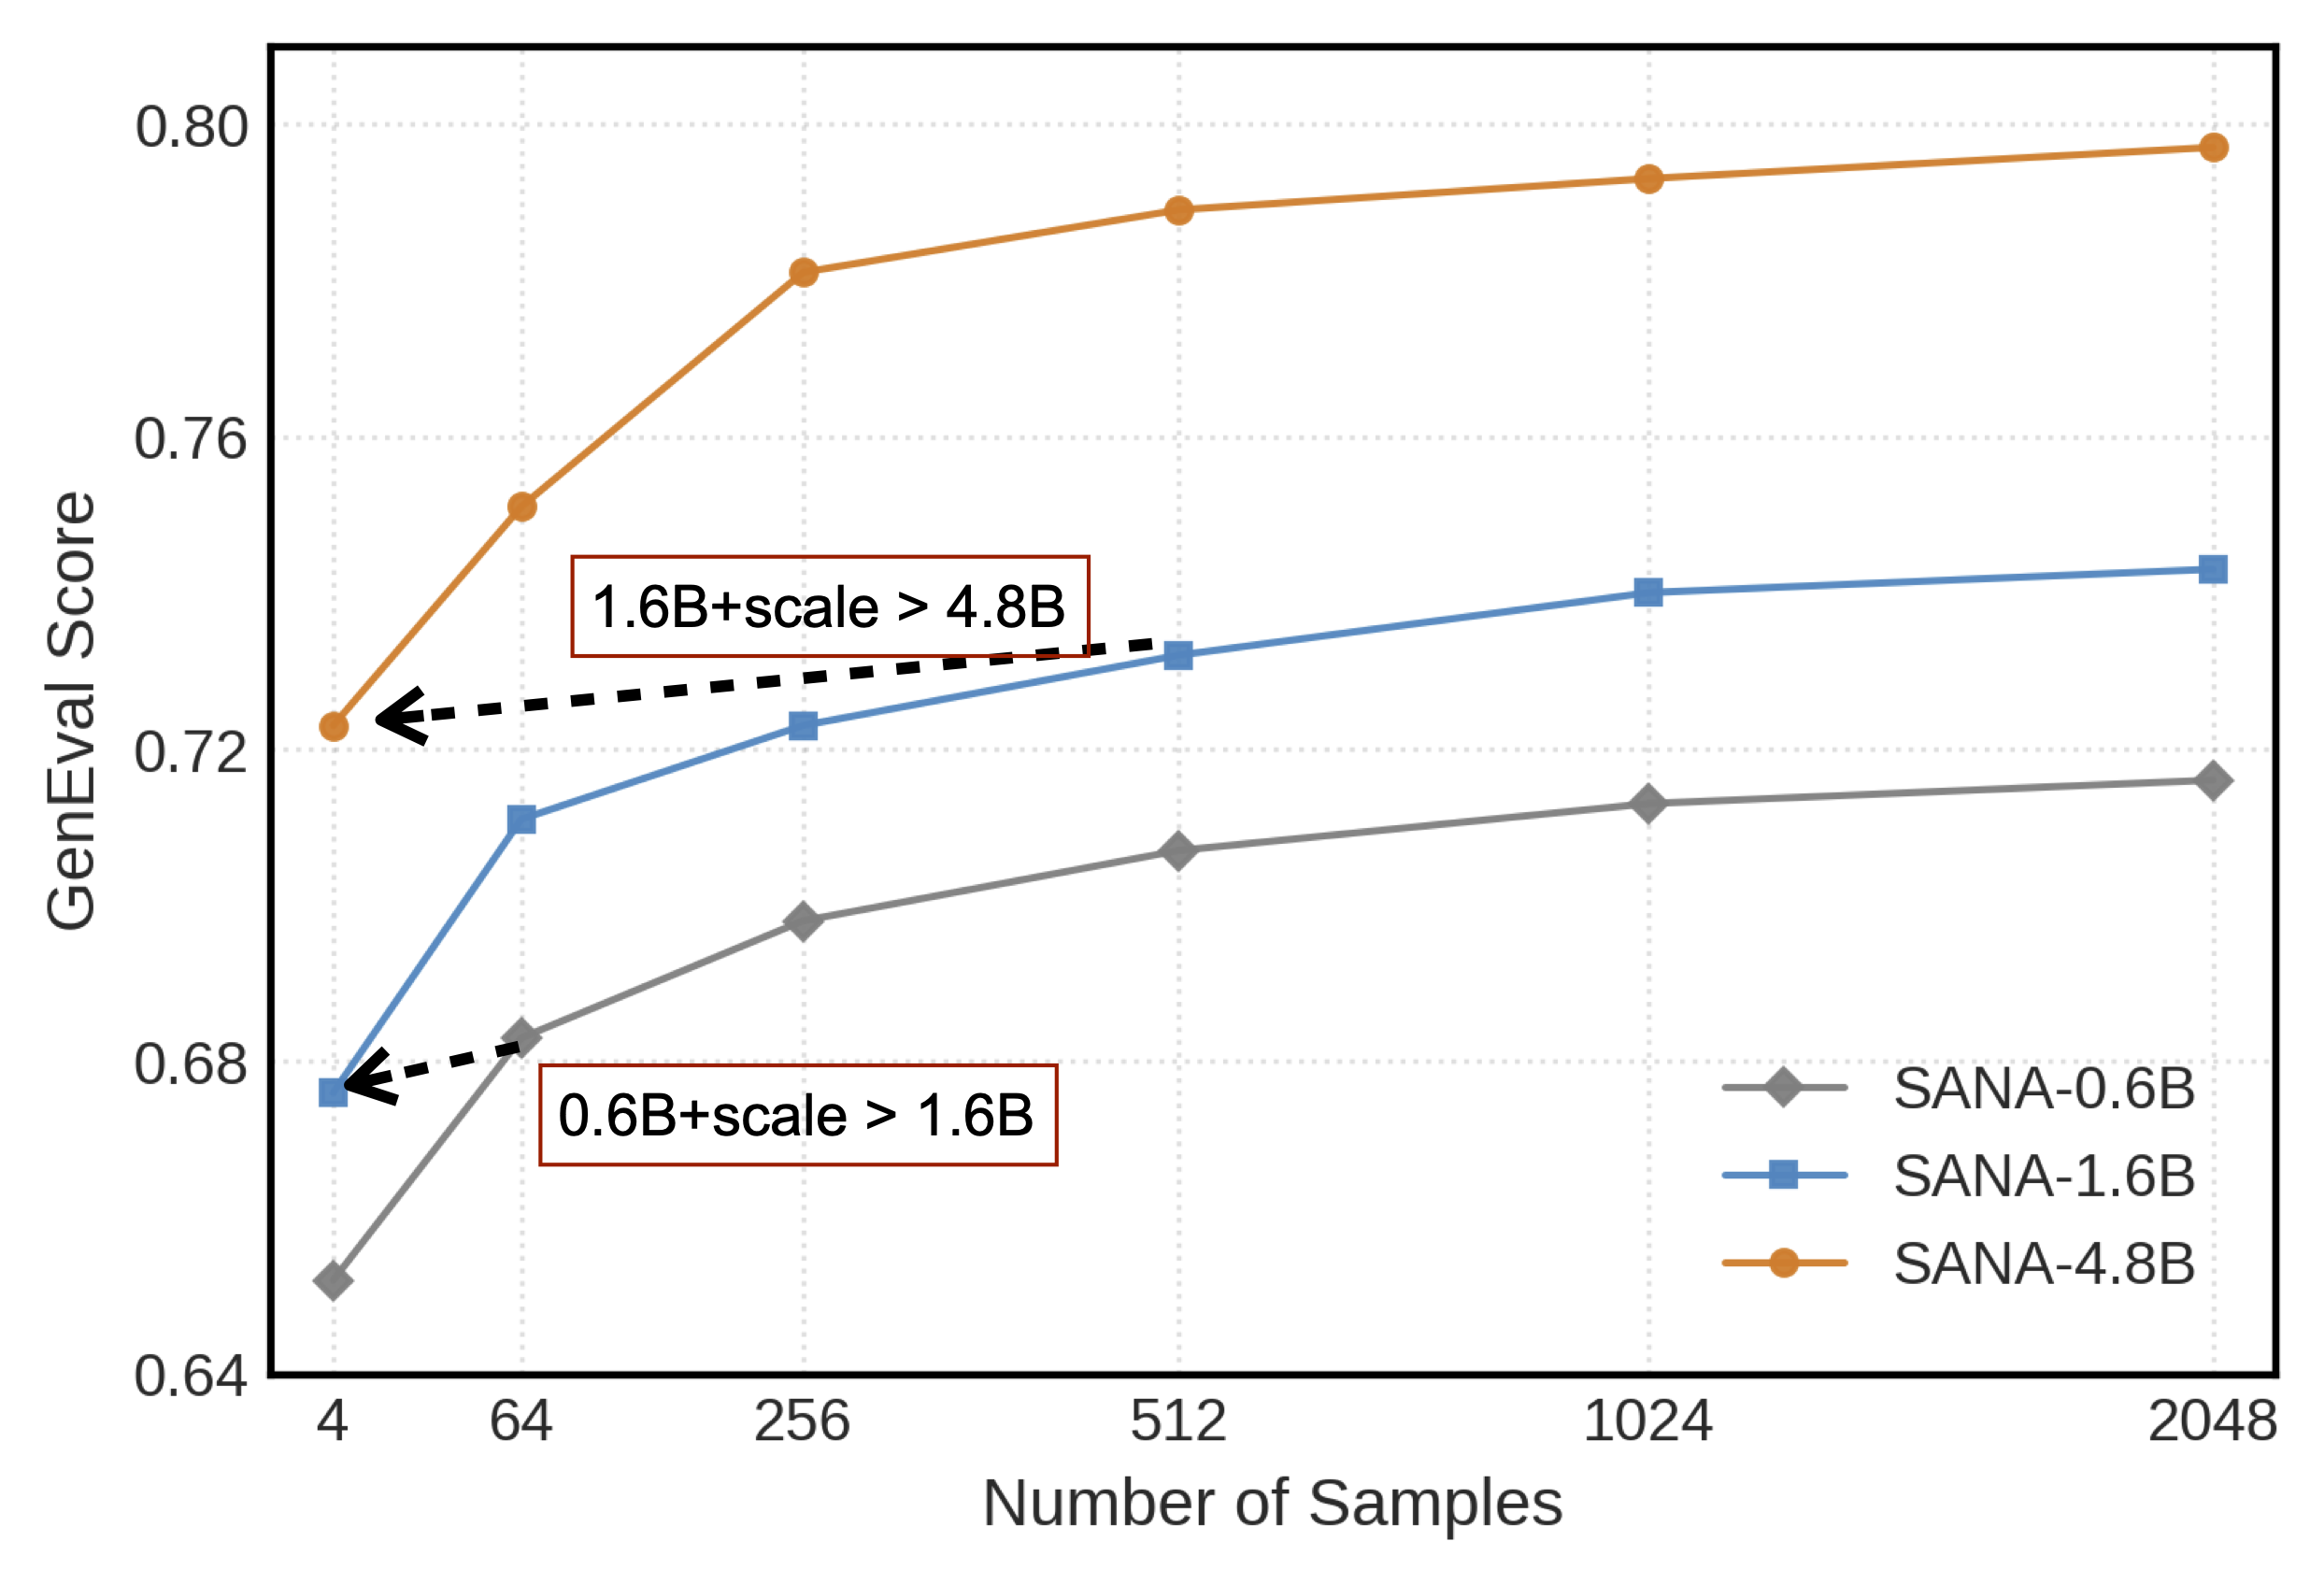 0.80
0.76
0.72
0.68
0.64
GenEval Score
1.6B+scale > 4.8B
0.6B+scale > 1.6B
SANA-0.6B
SANA-1.6B
SANA-4.8B
4 64 256 512 1024 2048
Number of Samples